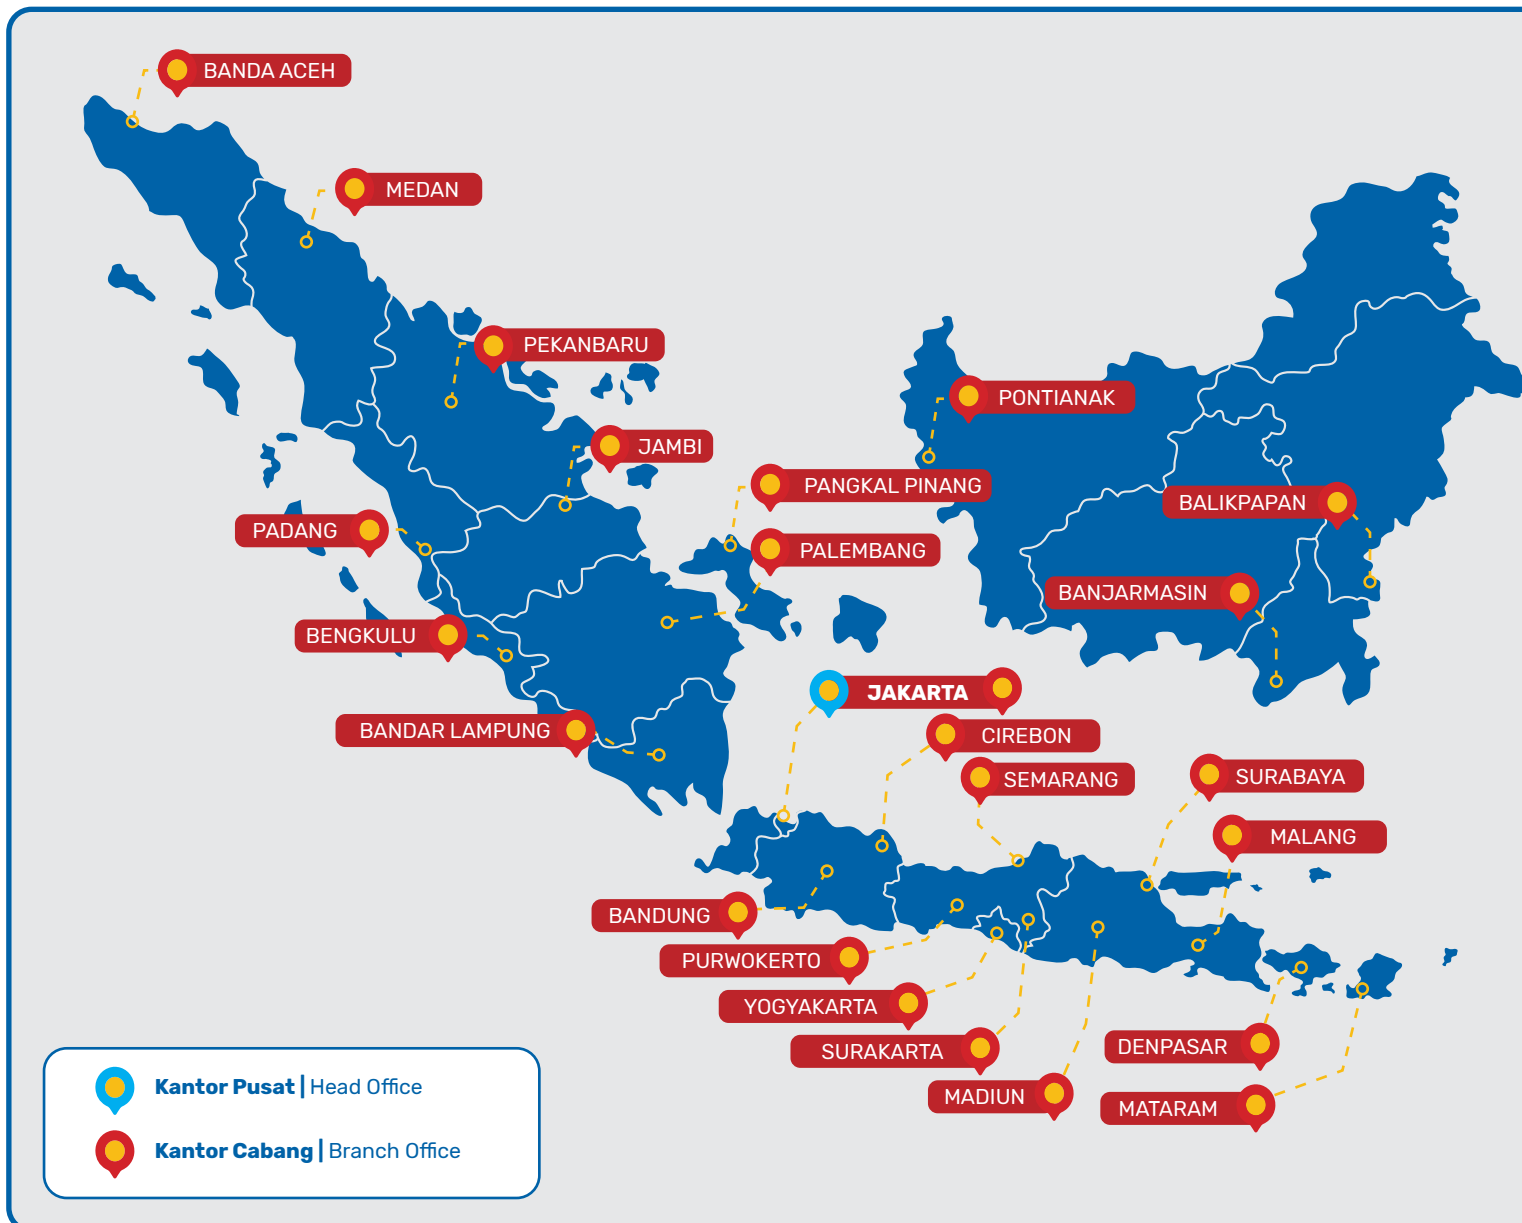 BANDA ACEH
MEDAN
PEKANBARU
PONTIANAK
JAMBI
PANGKAL PINANG
BALIKPAPAN
PADANG
PALEMBANG
BANJARMASIN
BENGKULU
JAKARTA
BANDAR LAMPUNG
CIREBON
SEMARANG
SURABAYA
MALANG
BANDUNG
PURWOKERTO
YOGYAKARTA
SURAKARTA
DENPASAR
MADIUN
MATARAM
Kantor Pusat | Head Office
Kantor Cabang | Branch Office